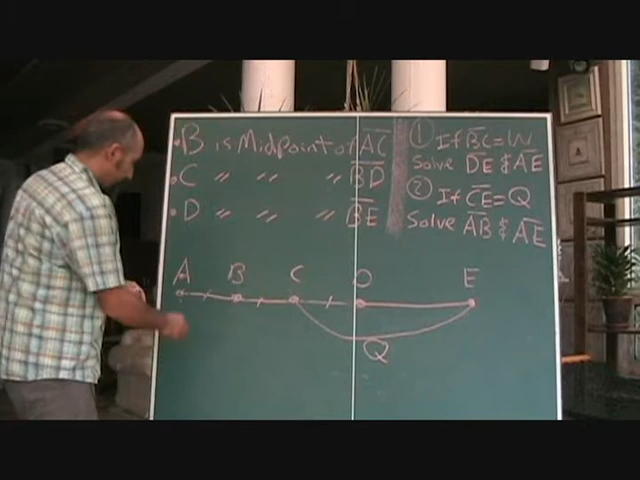 • B is Midpoint of AC
• C 〃 〃 〃 BD
• D 〃 〃 〃 BE
① If BC = W
Solve DE & AE
② If CE = Q
Solve AB & AE
A B C D E
Q